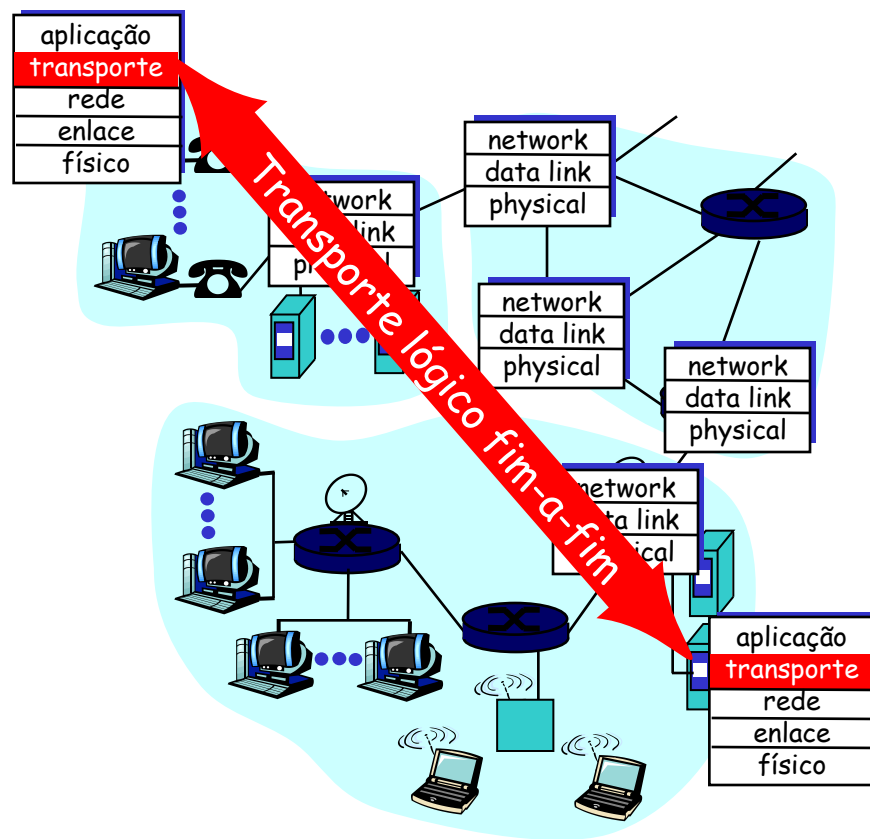 aplicação
transporte
rede
enlace
físico
network
data link
physical
Transporte lógico fim-a-fim
network
data link
physical
network
data link
physical
network
aplicação
transporte
rede
enlace
físico